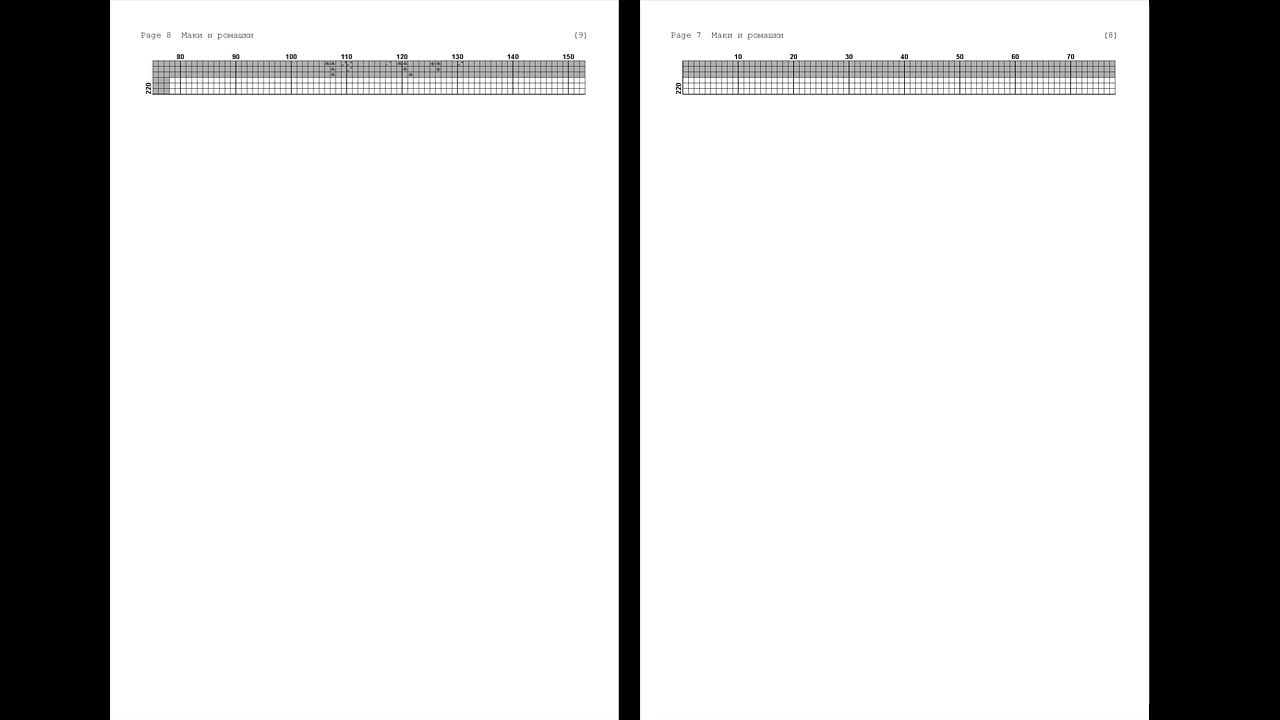 Page 8 Маки и ромашки (9)
80 90 100 110 120 130 140 150
220
Page 7 Маки и ромашки (8)
10 20 30 40 50 60 70
220